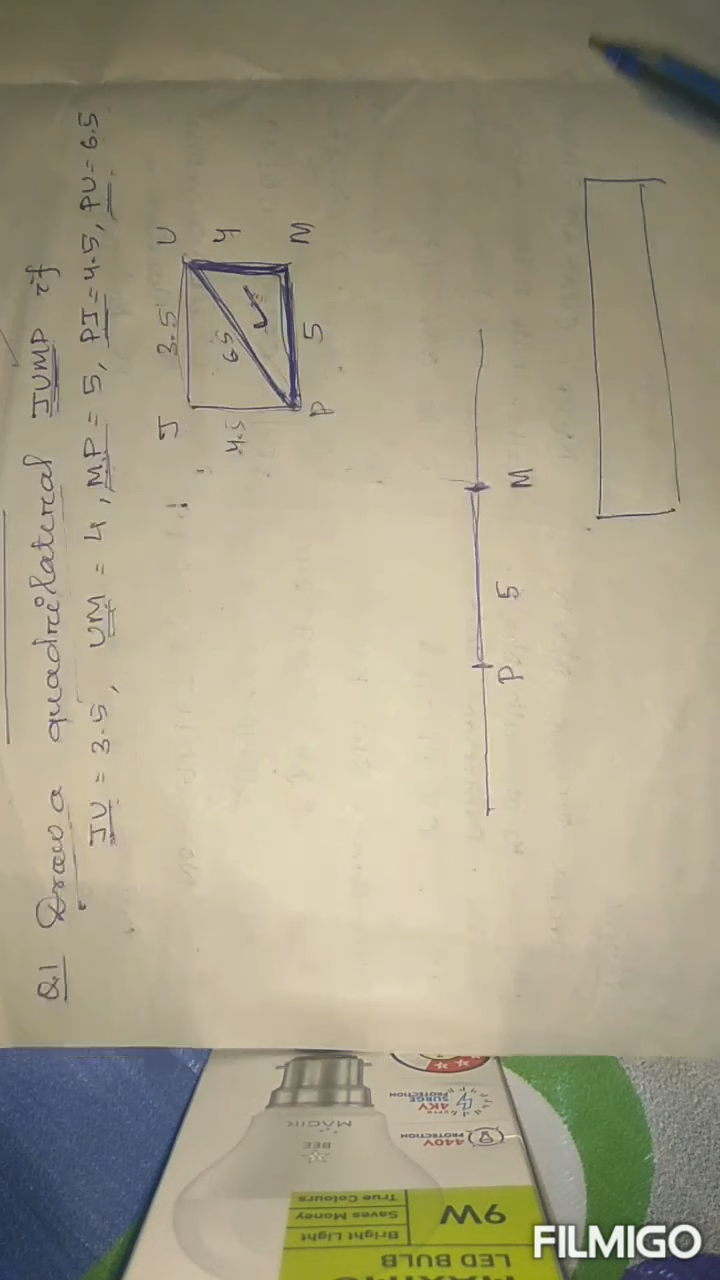 Q.1 Draw a quadrilateral JUMP if
JU = 3.5, UM = 4, MP = 5, PJ = 4.5, PU = 6.5
J 3.5 U
4.5 6.5 4
P 5 M
P 5 M
MAGIK
BEE
440V
PROTECTION
4KV
SURGE
PROTECTION
9W
True Colours
Saves Money
Bright Light
LED BULB
FILMIGO